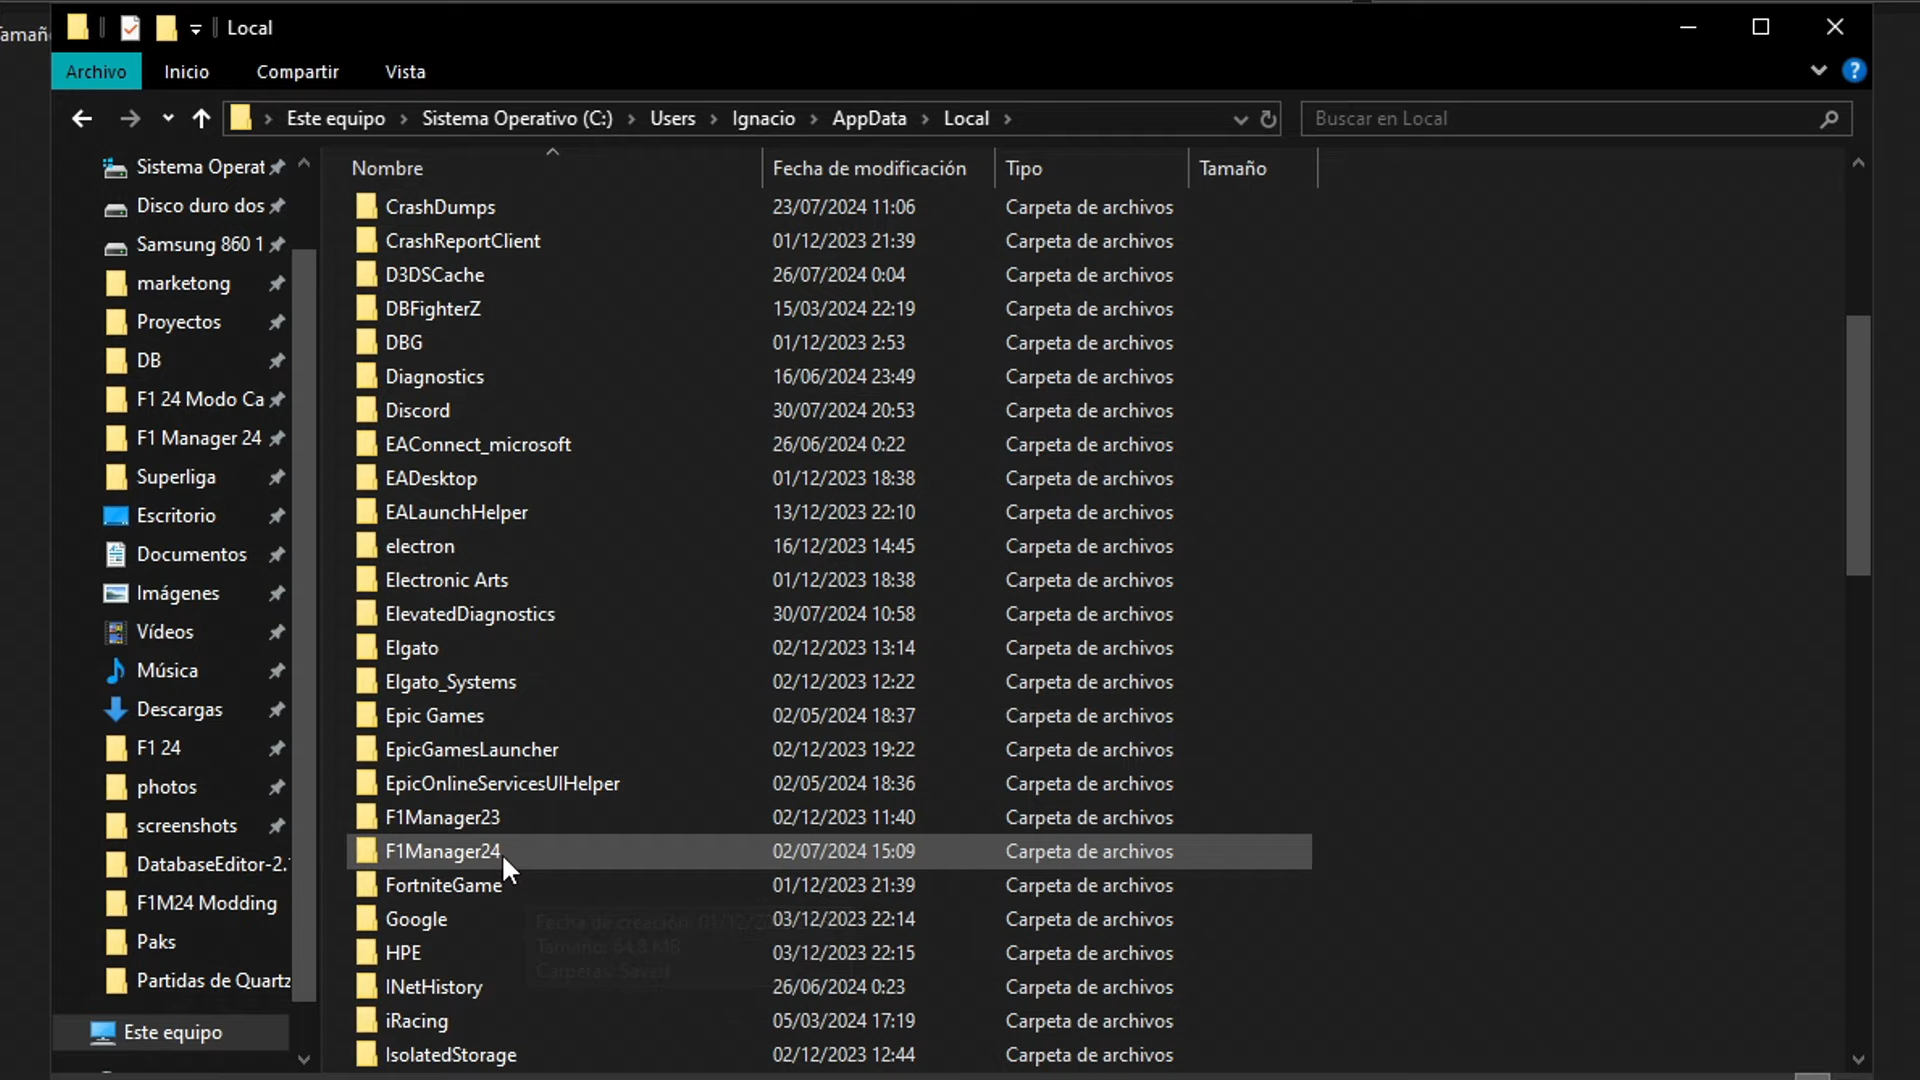 Local
Tamaño
Archivo Inicio Compartir Vista
Este equipo > Sistema Operativo (C:) > Users > Ignacio > AppData > Local >
Buscar en Local
Sistema Operat
Disco duro dos
Samsung 860 1
marketong
Proyectos
DB
F1 24 Modo Ca
F1 Manager 24
Superliga
Escritorio
Documentos
Imágenes
Vídeos
Música
Descargas
F1 24
photos
screenshots
DatabaseEditor-2.
F1M24 Modding
Paks
Partidas de Quartz
Este equipo
Nombre Fecha de modificación Tipo Tamaño
CrashDumps 23/07/2024 11:06 Carpeta de archivos
CrashReportClient 01/12/2023 21:39 Carpeta de archivos
D3DSCache 26/07/2024 0:04 Carpeta de archivos
DBFighterZ 15/03/2024 22:19 Carpeta de archivos
DBG 01/12/2023 2:53 Carpeta de archivos
Diagnostics 16/06/2024 23:49 Carpeta de archivos
Discord 30/07/2024 20:53 Carpeta de archivos
EAConnect_microsoft 26/06/2024 0:22 Carpeta de archivos
EADesktop 01/12/2023 18:38 Carpeta de archivos
EALaunchHelper 13/12/2023 22:10 Carpeta de archivos
electron 16/12/2023 14:45 Carpeta de archivos
Electronic Arts 01/12/2023 18:38 Carpeta de archivos
ElevatedDiagnostics 30/07/2024 10:58 Carpeta de archivos
Elgato 02/12/2023 13:14 Carpeta de archivos
Elgato_Systems 02/12/2023 12:22 Carpeta de archivos
Epic Games 02/05/2024 18:37 Carpeta de archivos
EpicGamesLauncher 02/12/2023 19:22 Carpeta de archivos
EpicOnlineServicesUIHelper 02/05/2024 18:36 Carpeta de archivos
F1Manager23 02/12/2023 11:40 Carpeta de archivos
F1Manager24 02/07/2024 15:09 Carpeta de archivos
FortniteGame 01/12/2023 21:39 Carpeta de archivos
Google 03/12/2023 22:14 Carpeta de archivos
HPE 03/12/2023 22:15 Carpeta de archivos
INetHistory 26/06/2024 0:23 Carpeta de archivos
iRacing 05/03/2024 17:19 Carpeta de archivos
IsolatedStorage 02/12/2023 12:44 Carpeta de archivos
Fecha de creación: 01/12/
Tamaño: 64,8 MB
Carpetas: Saved